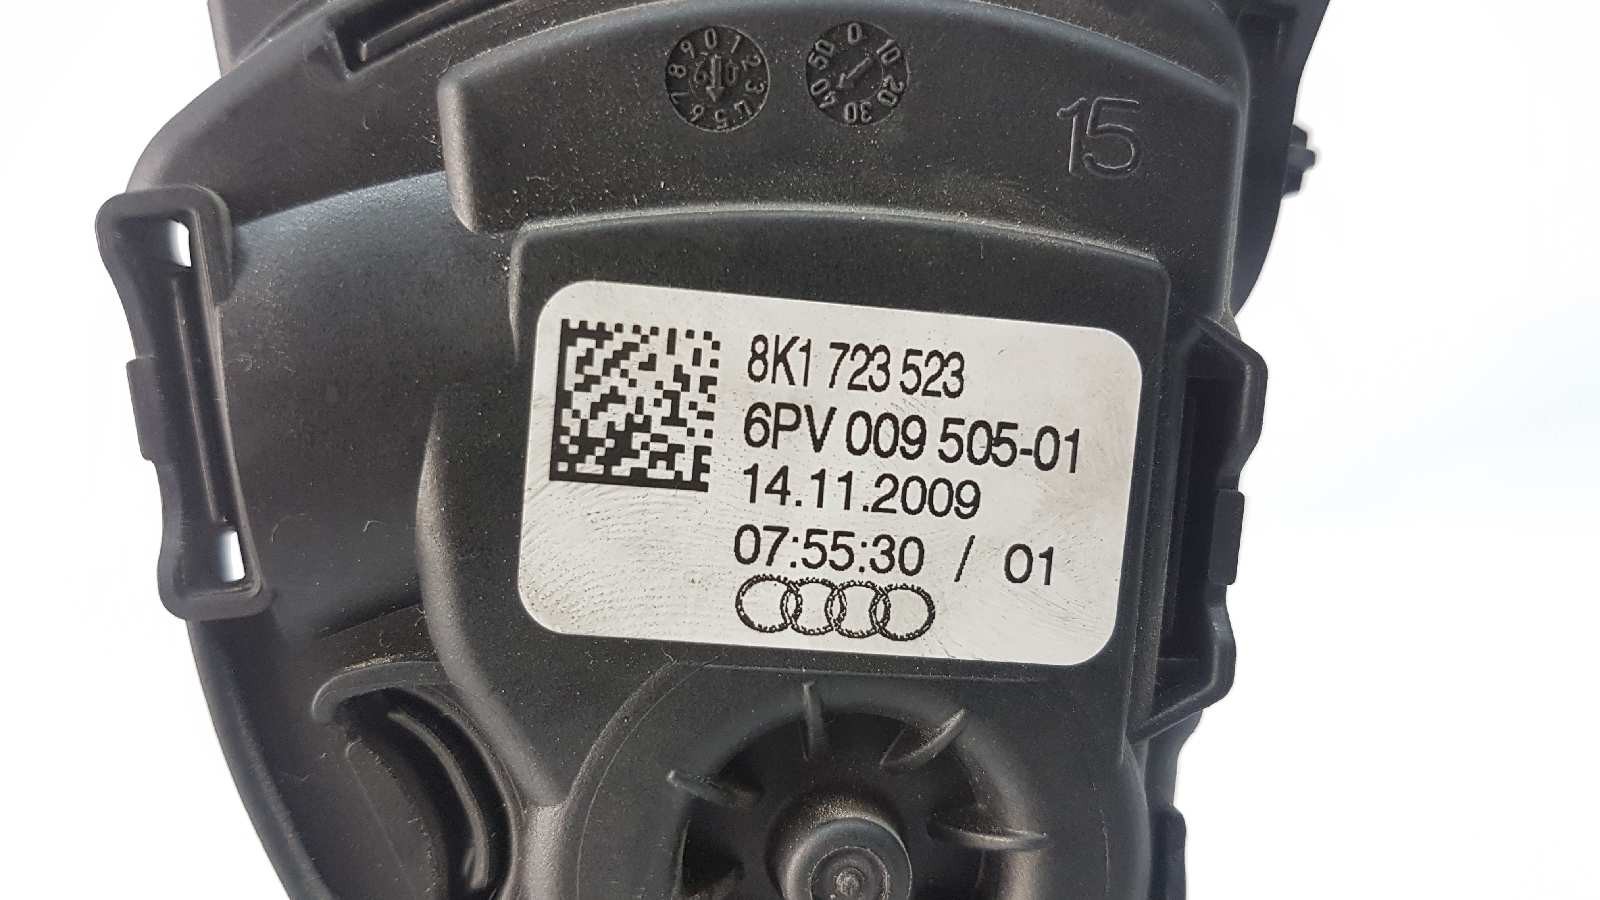 15
8K1 723 523
6PV 009 505-01
14.11.2009
07:55:30 / 01